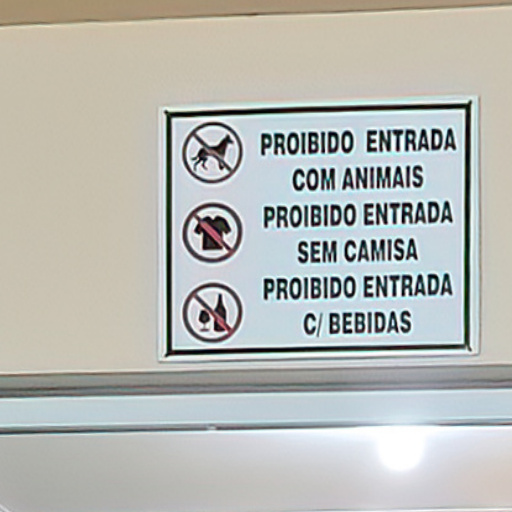 PROIBIDO ENTRADA
COM ANIMAIS
PROIBIDO ENTRADA
SEM CAMISA
PROIBIDO ENTRADA
C/ BEBIDAS